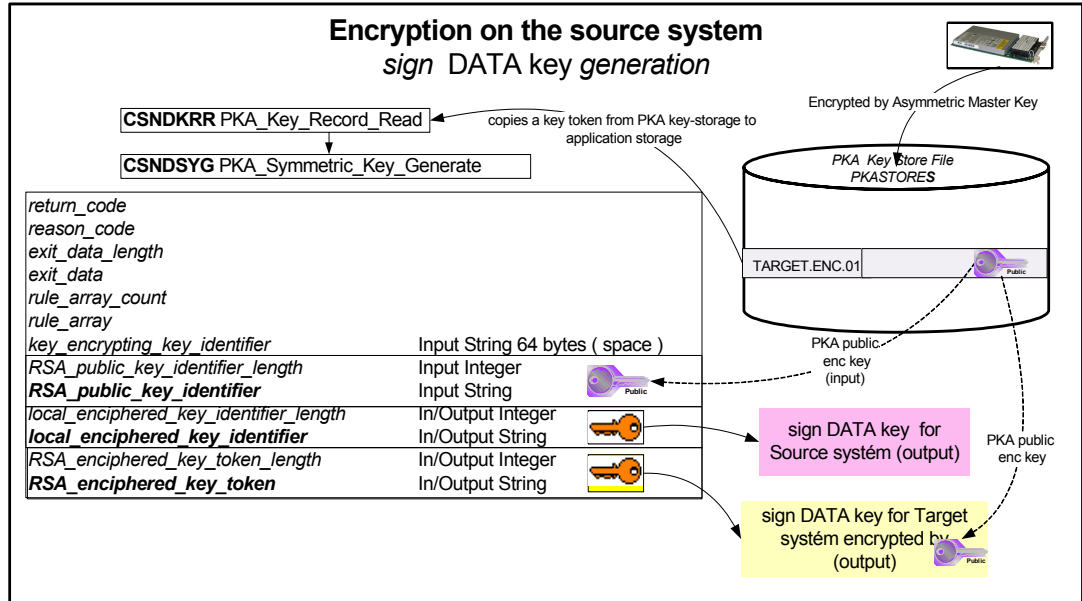 Encryption on the source system
sign DATA key generation
Encrypted by Asymmetric Master Key
CSNDKRR PKA_Key_Record_Read
copies a key token from PKA key-storage to
application storage
CSNDSYG PKA_Symmetric_Key_Generate
PKA Key Store File
PKASTORES
TARGET.ENC.01
Public
return_code
reason_code
exit_data_length
exit_data
rule_array_count
rule_array
key_encrypting_key_identifier Input String 64 bytes ( space )
RSA_public_key_identifier_length Input Integer
RSA_public_key_identifier Input String
Public
local_enciphered_key_identifier_length In/Output Integer
local_enciphered_key_identifier In/Output String
RSA_enciphered_key_token_length In/Output Integer
RSA_enciphered_key_token In/Output String
PKA public
enc key
(input)
sign DATA key for
Source systém (output)
PKA public
enc key
sign DATA key for Target
systém encrypted by
(output)
Public